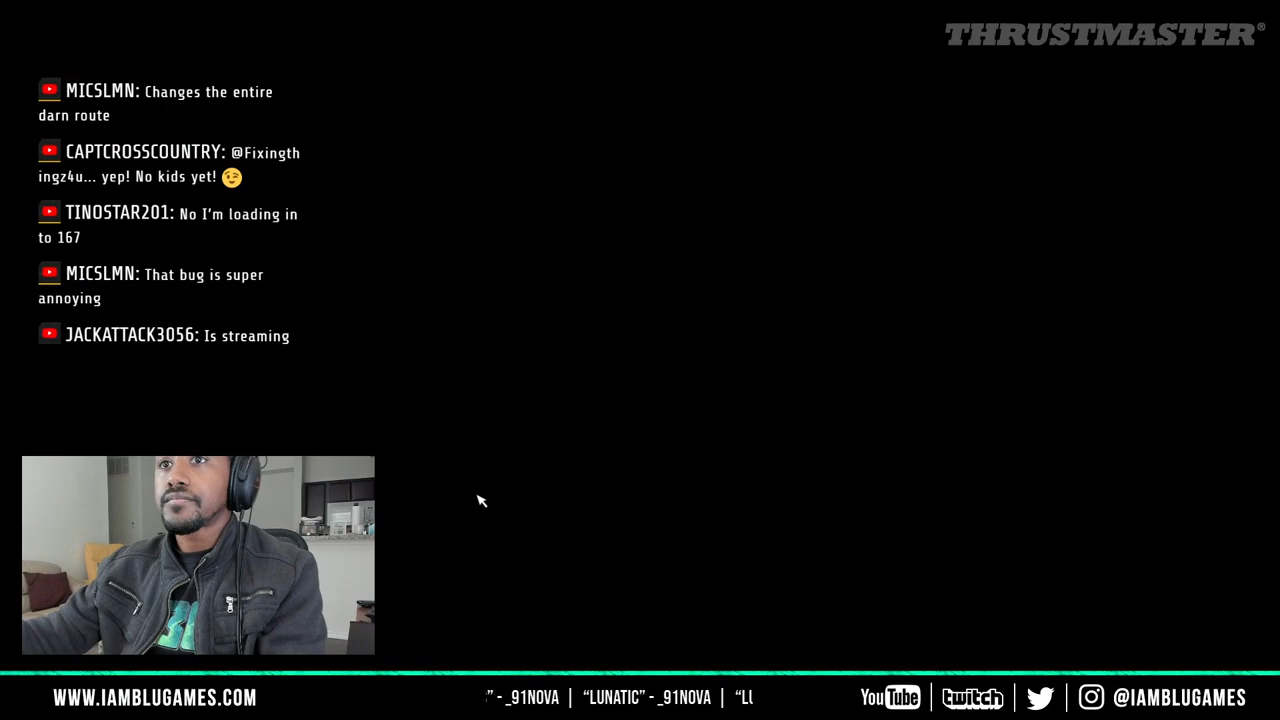 THRUSTMASTER®
MICSLMN: Changes the entire
darn route
CAPTCROSSCOUNTRY: @Fixingth
ingz4u... yep! No kids yet! 😉
TINOSTAR201: No I'm loading in
to 167
MICSLMN: That bug is super
annoying
JACKATTACK3056: Is streaming
WWW.IAMBLUGAMES.COM
" - _91NOVA | "LUNATIC" - _91NOVA | "LU
YouTube | twitch | | @IAMBLUGAMES